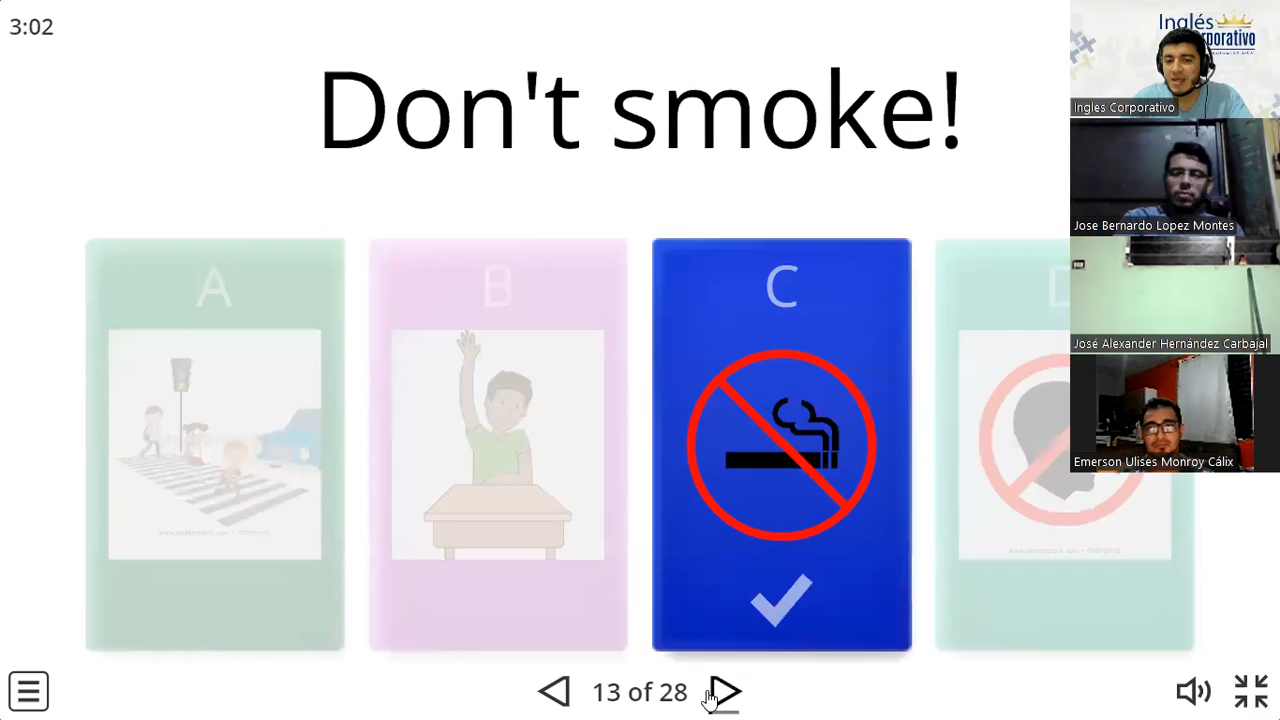 3:02
Don't smoke!
A
B
C
D
13 of 28
Inglés
Corporativo
Ingles Corporativo
Jose Bernardo Lopez Montes
José Alexander Hernández Carbajal
Emerson Ulises Monroy Cálix